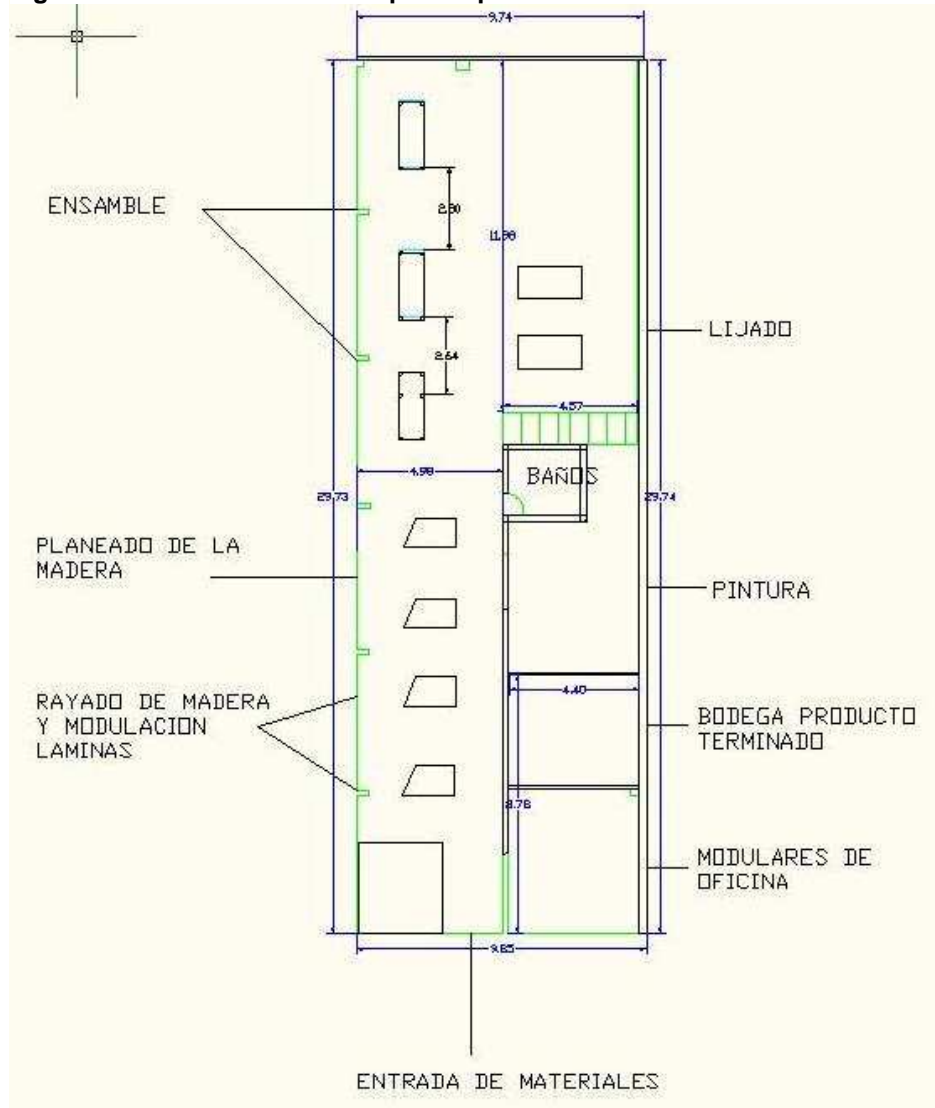 9.74
ENSAMBLE
2.90
11.98
2.64
LIJADO
4.57
4.98
BAÑOS
29.73
29.74
PLANEADO DE LA
MADERA
PINTURA
4.40
RAYADO DE MADERA
Y MODULACION
LAMINAS
BODEGA PRODUCTO
TERMINADO
8.78
MODULARES DE
OFICINA
9.85
ENTRADA DE MATERIALES